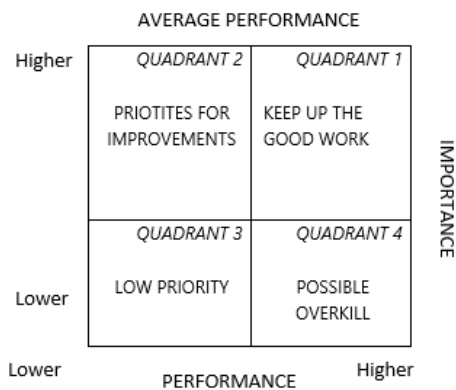 AVERAGE PERFORMANCE
Higher
QUADRANT 2
QUADRANT 1
PRIOTITES FOR
IMPROVEMENTS
KEEP UP THE
GOOD WORK
IMPORTANCE
QUADRANT 3
QUADRANT 4
LOW PRIORITY
POSSIBLE
OVERKILL
Lower
Lower
PERFORMANCE
Higher